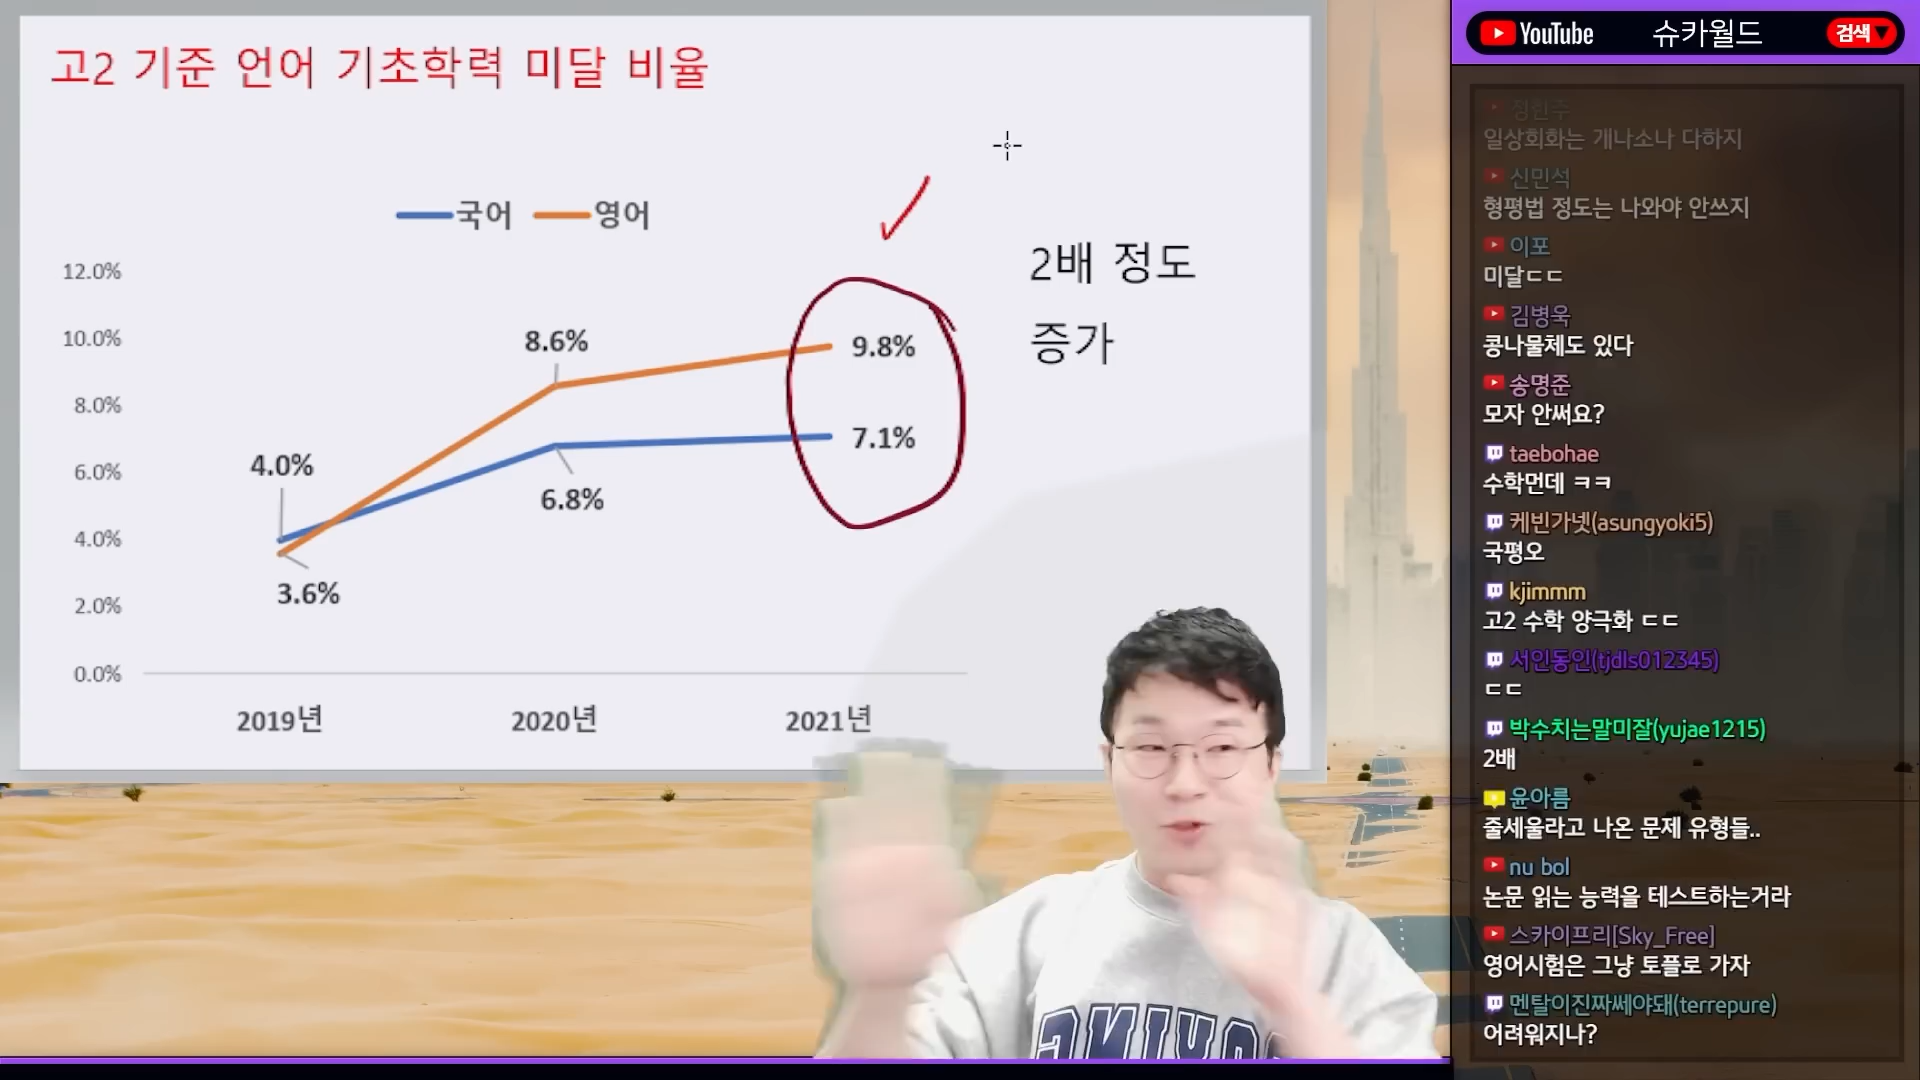 고2 기준 언어 기초학력 미달 비율
국어 영어
12.0%
10.0%
8.0%
6.0%
4.0%
2.0%
0.0%
4.0%
3.6%
8.6%
6.8%
9.8%
7.1%
2019년 2020년 2021년
2배 정도
증가
YouTube 슈카월드 검색
정현수
일상회화는 개나소나 다하지
신민석
형평법 정도는 나와야 안쓰지
이포
미달ㄷㄷ
김병욱
콩나물체도 있다
송명준
모자 안써요?
taebohae
수학먼데 ㅋㅋ
케빈가넷(asungyoki5)
국평오
kjimmm
고2 수학 양극화 ㄷㄷ
서인동인(tjdls012345)
ㄷㄷ
박수치는말미잘(yujae1215)
2배
윤아름
줄세울라고 나온 문제 유형들..
nu bol
논문 읽는 능력을 테스트하는거라
스카이프리[Sky_Free]
영어시험은 그냥 토플로 가자
멘탈이진짜쎄야돼(terrepure)
어려워지나?